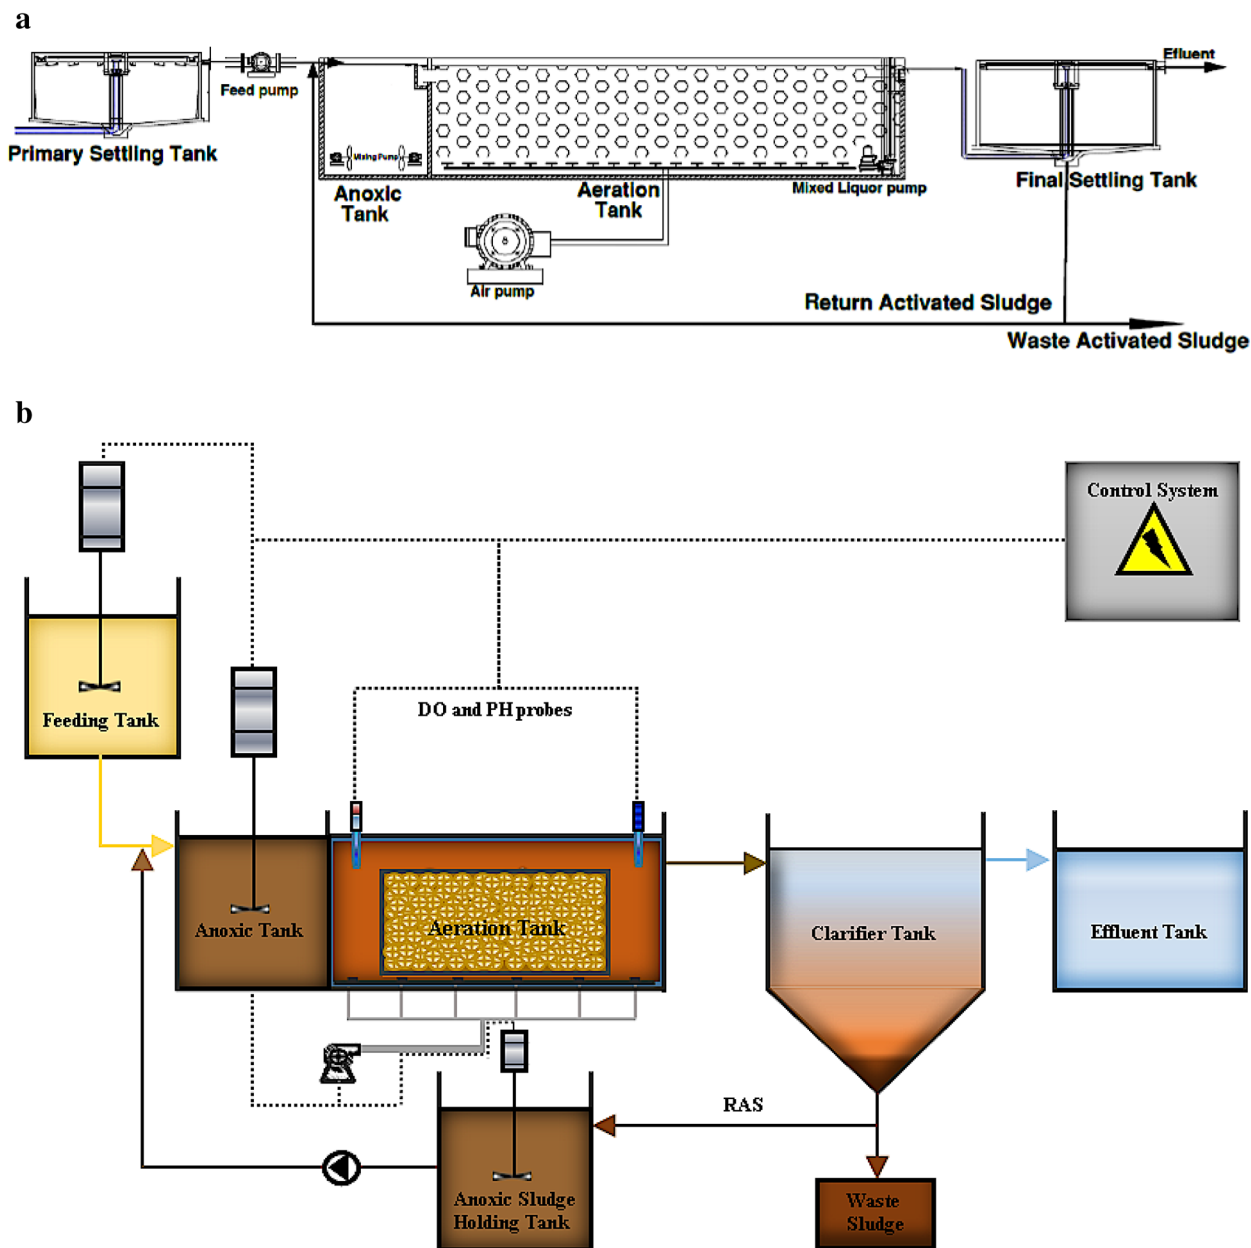 a
Efluent
Feed pump
Primary Settling Tank
Mixing Pump
Anoxic
Tank
Aeration
Tank
Mixed Liquor pump
Final Settling Tank
Air pump
Return Activated Sludge
Waste Activated Sludge
b
Control System
Feeding Tank
DO and PH probes
Anoxic Tank
Aeration Tank
Clarifier Tank
Effluent Tank
RAS
Anoxic Sludge
Holding Tank
Waste
Sludge